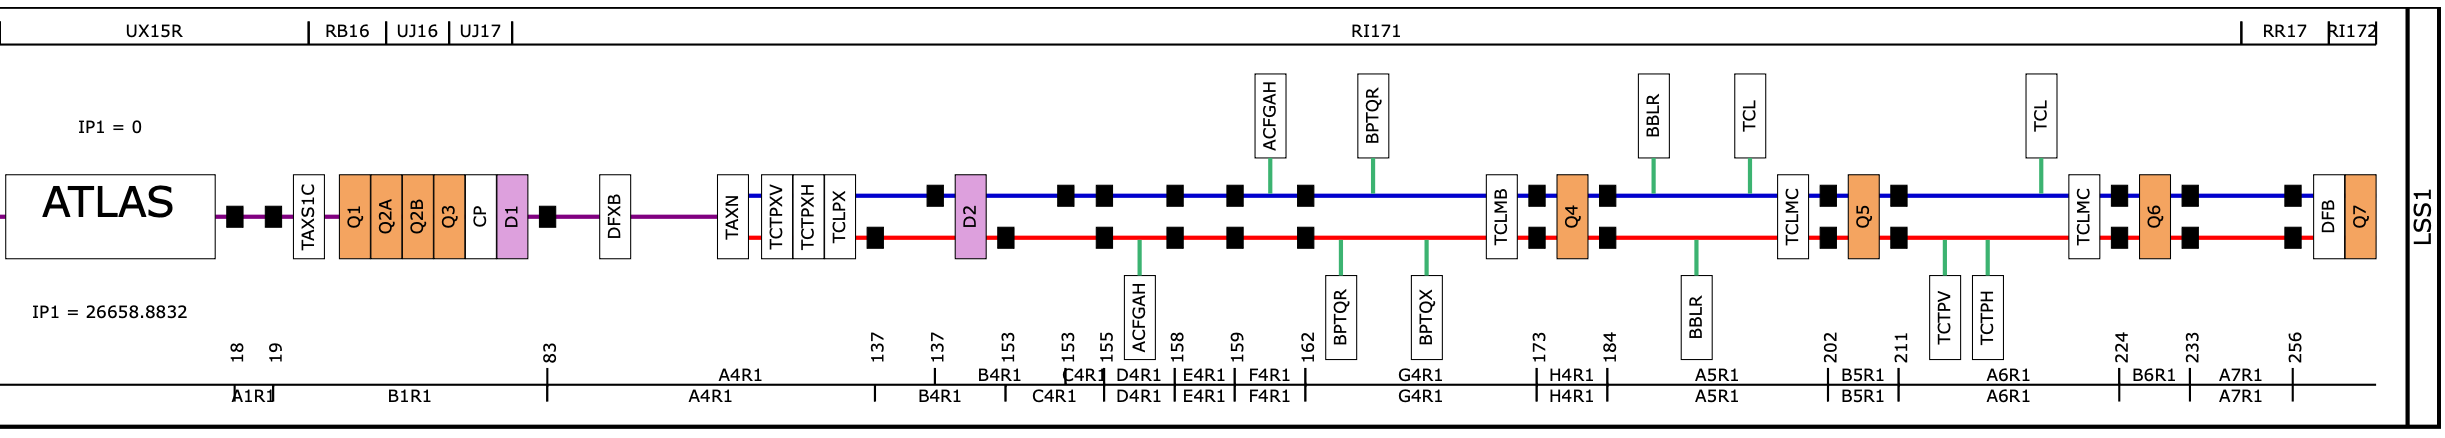 UX15R RB16 UJ16 UJ17 RI171 RR17 RI172
IP1 = 0
ACFGAH BPTQR BBLR TCL TCL
ATLAS TAXS1C Q1 Q2A Q2B Q3 CP D1 DFXB TAXN TCTPXV TCTPXH TCLPX D2 TCLMB Q4 TCLMC Q5 TCLMC Q6 DFB Q7
LSS1
IP1 = 26658.8832
ACFGAH BPTQR BPTQX BBLR TCTPV TCTPH
18 19 83 137 137 153 153 155 158 159 162 173 184 202 211 224 233 256
A4R1 B4R1 C4R1 D4R1 E4R1 F4R1 G4R1 H4R1 A5R1 B5R1 A6R1 B6R1 A7R1
A1R1 B1R1 A4R1 B4R1 C4R1 D4R1 E4R1 F4R1 G4R1 H4R1 A5R1 B5R1 A6R1 A7R1